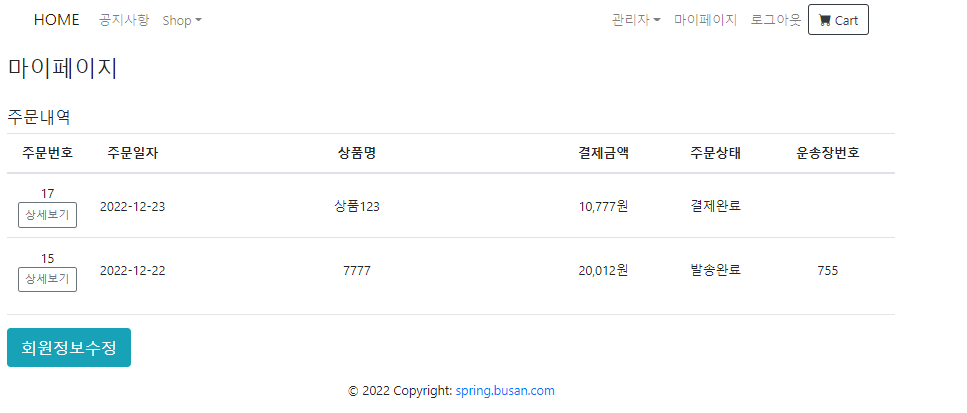 HOME 공지사항 Shop 관리자 마이페이지 로그아웃 Cart
마이페이지
주문내역
주문번호 주문일자 상품명 결제금액 주문상태 운송장번호
17
상세보기
2022-12-23 상품123 10,777원 결제완료
15
상세보기
2022-12-22 7777 20,012원 발송완료 755
회원정보수정
© 2022 Copyright: spring.busan.com